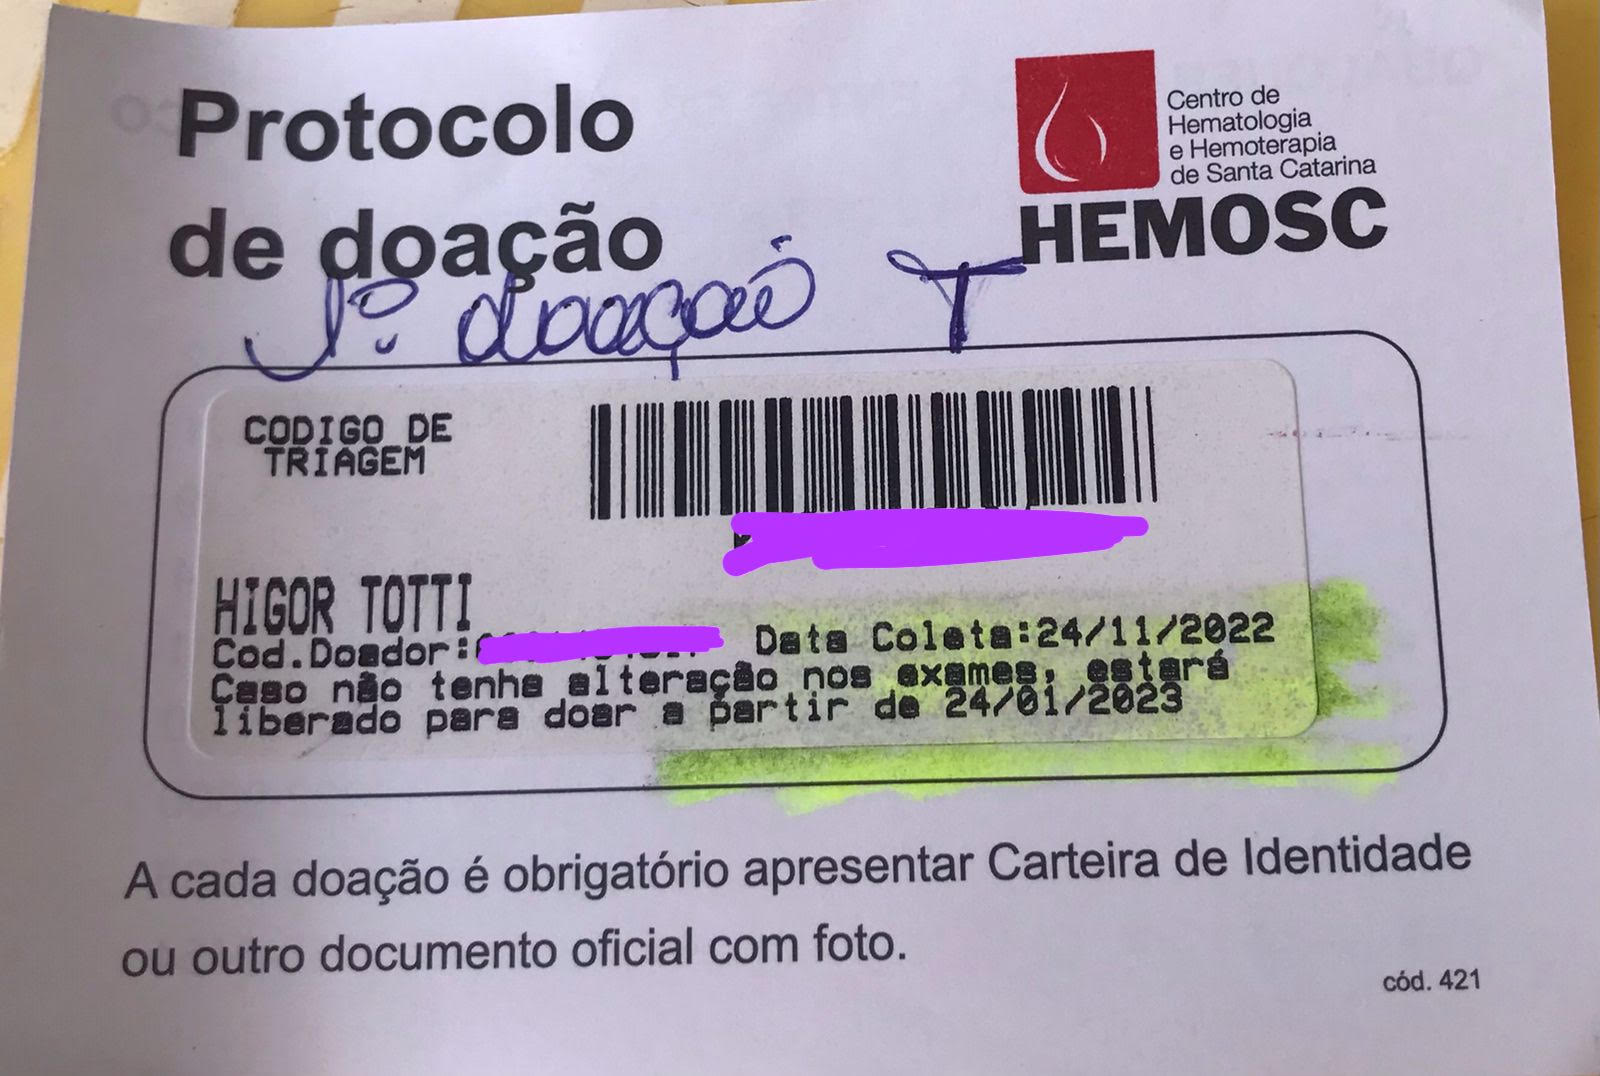 Protocolo
de doação
Centro de
Hematologia
e Hemoterapia
de Santa Catarina
HEMOSC
1º doação T
CODIGO DE
TRIAGEM
HIGOR TOTTI
Cod.Doador: Data Coleta:24/11/2022
Caso não tenha alteração nos exames, estará
liberado para doar a partir de 24/01/2023
A cada doação é obrigatório apresentar Carteira de Identidade
ou outro documento oficial com foto.
cód. 421